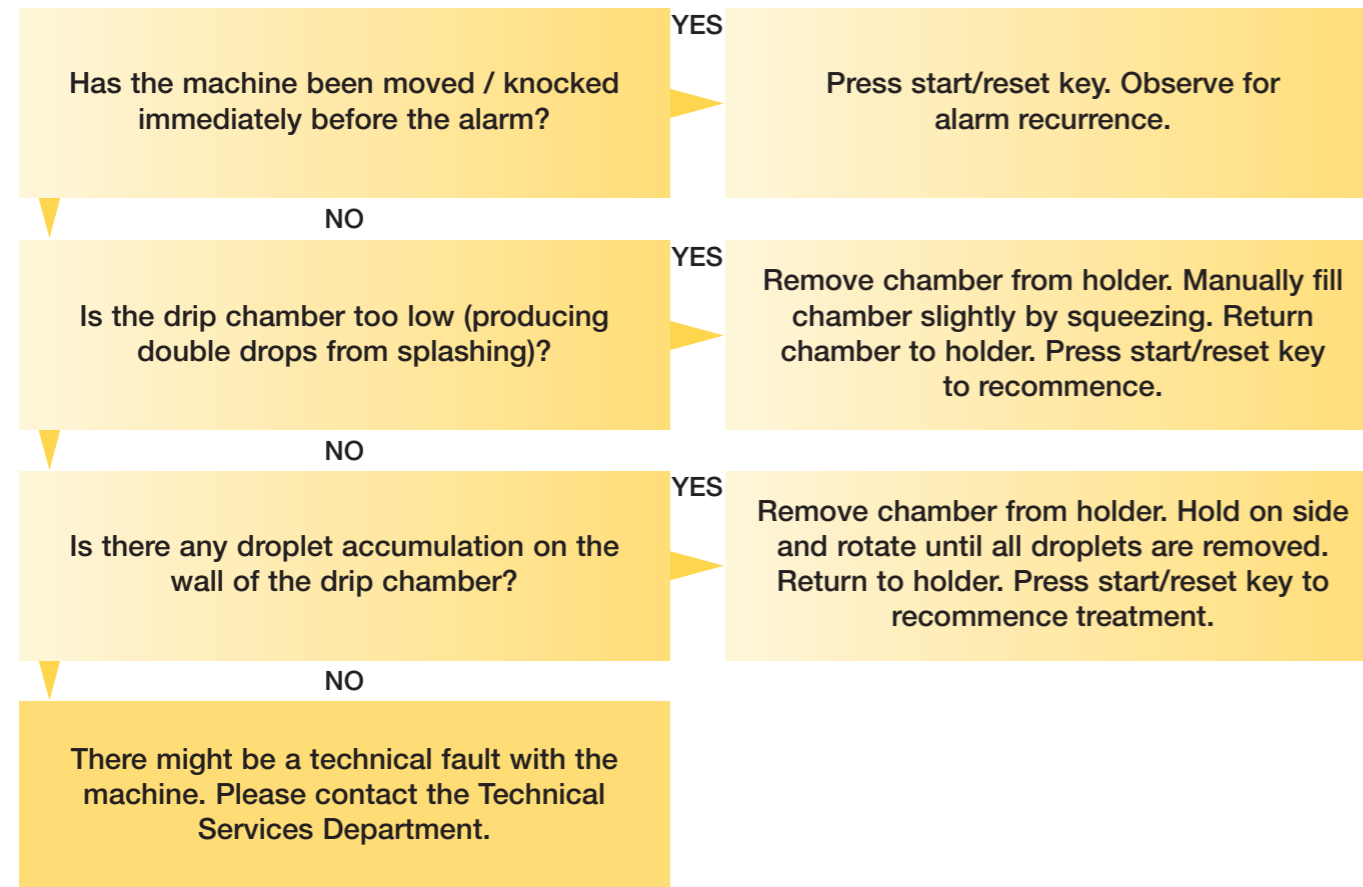 Has the machine been moved / knocked
immediately before the alarm?
YES
Press start/reset key. Observe for
alarm recurrence.
NO
Is the drip chamber too low (producing
double drops from splashing)?
YES
Remove chamber from holder. Manually fill
chamber slightly by squeezing. Return
chamber to holder. Press start/reset key
to recommence.
NO
Is there any droplet accumulation on the
wall of the drip chamber?
YES
Remove chamber from holder. Hold on side
and rotate until all droplets are removed.
Return to holder. Press start/reset key to
recommence treatment.
NO
There might be a technical fault with the
machine. Please contact the Technical
Services Department.